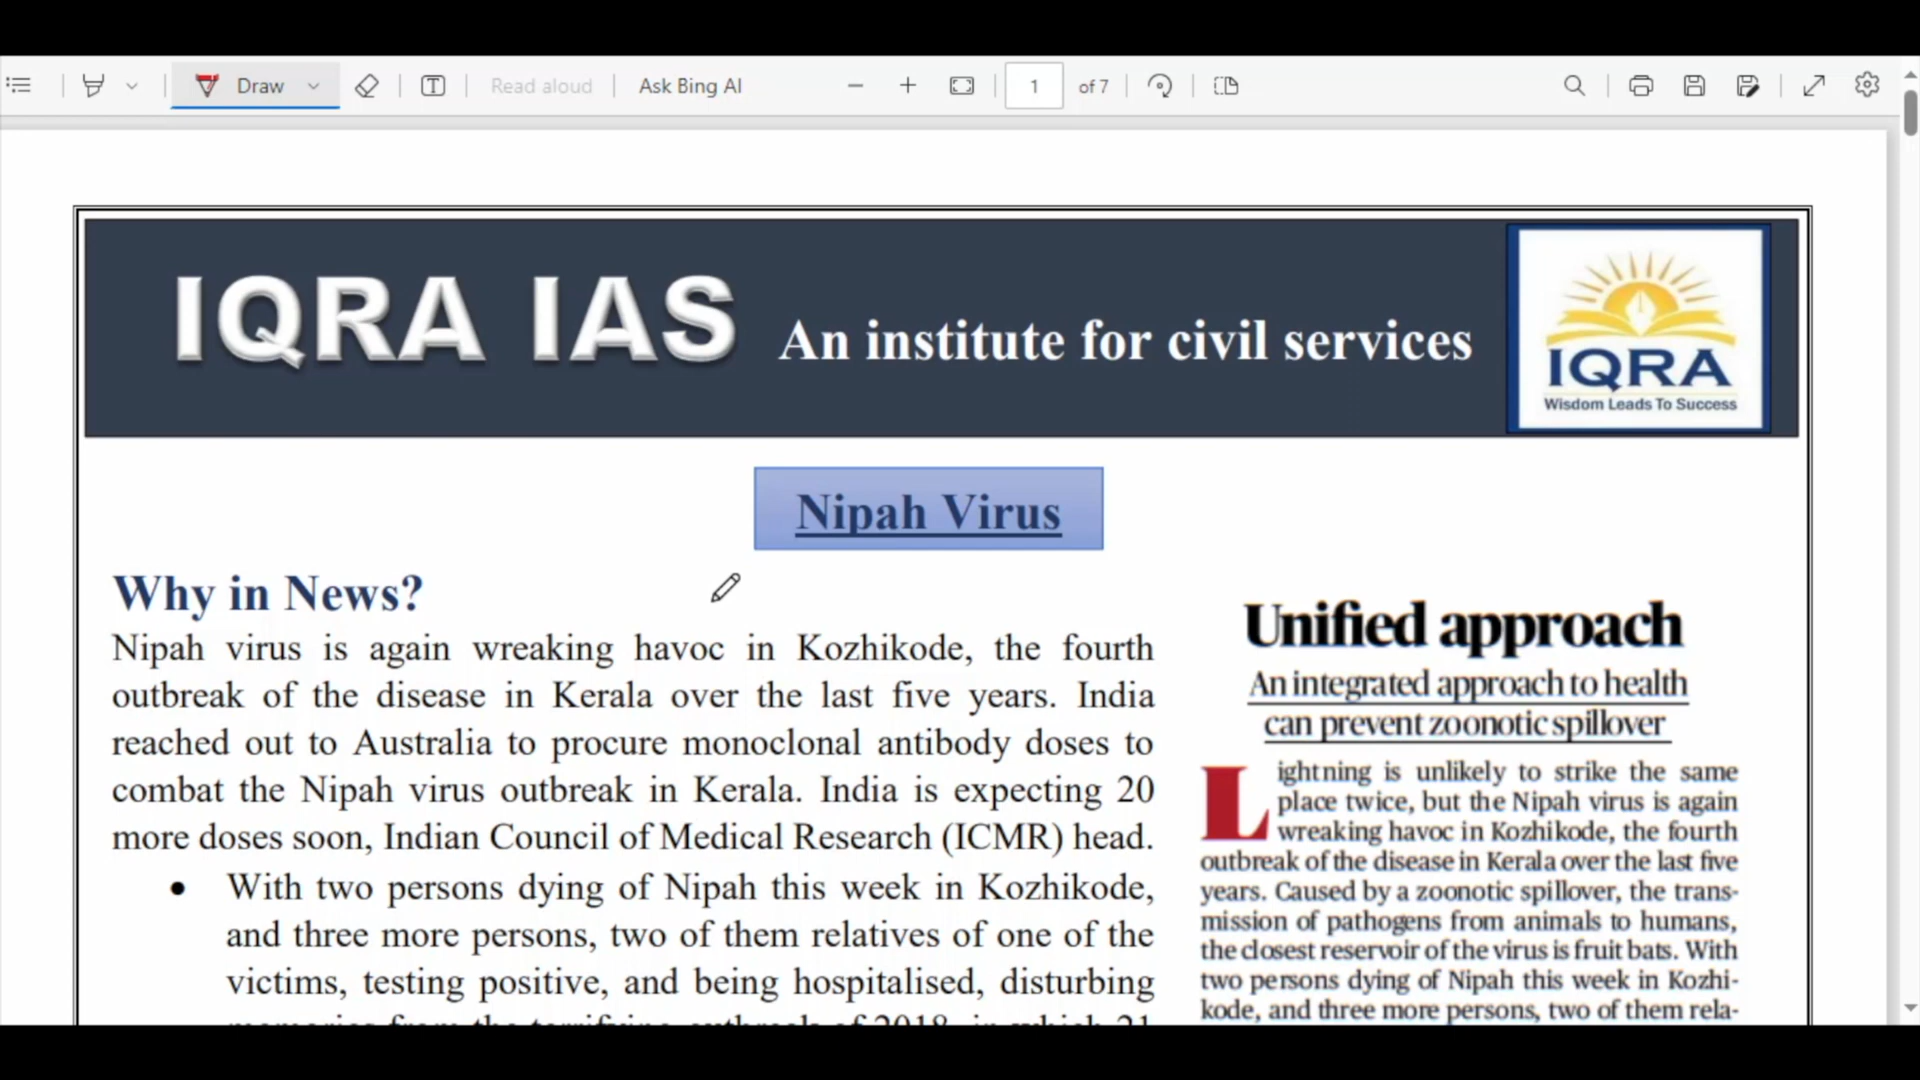 Draw
Read aloud
Ask Bing AI
1 of 7
IQRA IAS An institute for civil services
IQRA
Wisdom Leads To Success
Nipah Virus
Why in News?
Nipah virus is again wreaking havoc in Kozhikode, the fourth
outbreak of the disease in Kerala over the last five years. India
reached out to Australia to procure monoclonal antibody doses to
combat the Nipah virus outbreak in Kerala. India is expecting 20
more doses soon, Indian Council of Medical Research (ICMR) head.
• With two persons dying of Nipah this week in Kozhikode,
and three more persons, two of them relatives of one of the
victims, testing positive, and being hospitalised, disturbing
memories from the terrifying outbreak of 2018, in which 21
Unified approach
An integrated approach to health
can prevent zoonotic spillover
Lightning is unlikely to strike the same
place twice, but the Nipah virus is again
wreaking havoc in Kozhikode, the fourth
outbreak of the disease in Kerala over the last five
years. Caused by a zoonotic spillover, the trans-
mission of pathogens from animals to humans,
the closest reservoir of the virus is fruit bats. With
two persons dying of Nipah this week in Kozhi-
kode, and three more persons, two of them rela-